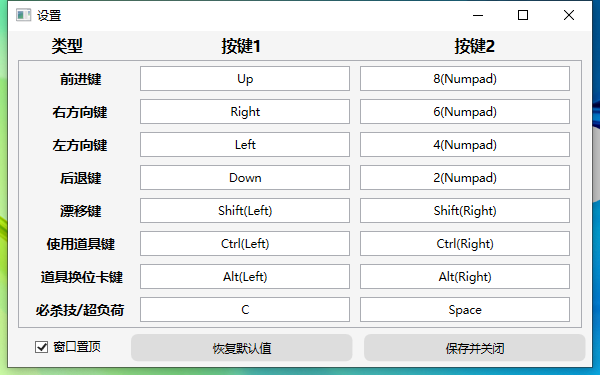 设置
类型 按键1 按键2
前进键 Up 8(Numpad)
右方向键 Right 6(Numpad)
左方向键 Left 4(Numpad)
后退键 Down 2(Numpad)
漂移键 Shift(Left) Shift(Right)
使用道具键 Ctrl(Left) Ctrl(Right)
道具换位卡键 Alt(Left) Alt(Right)
必杀技/超负荷 C Space
窗口置顶 恢复默认值 保存并关闭